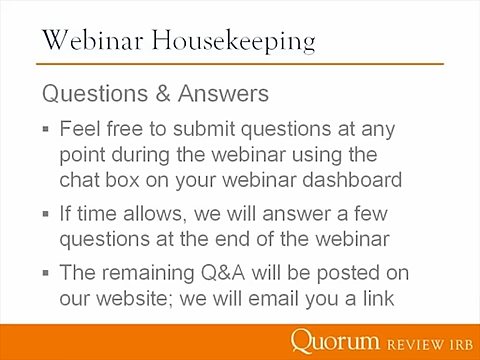 Webinar Housekeeping
Questions & Answers
▪ Feel free to submit questions at any
point during the webinar using the
chat box on your webinar dashboard
▪ If time allows, we will answer a few
questions at the end of the webinar
▪ The remaining Q&A will be posted on
our website; we will email you a link
Quorum REVIEW IRB